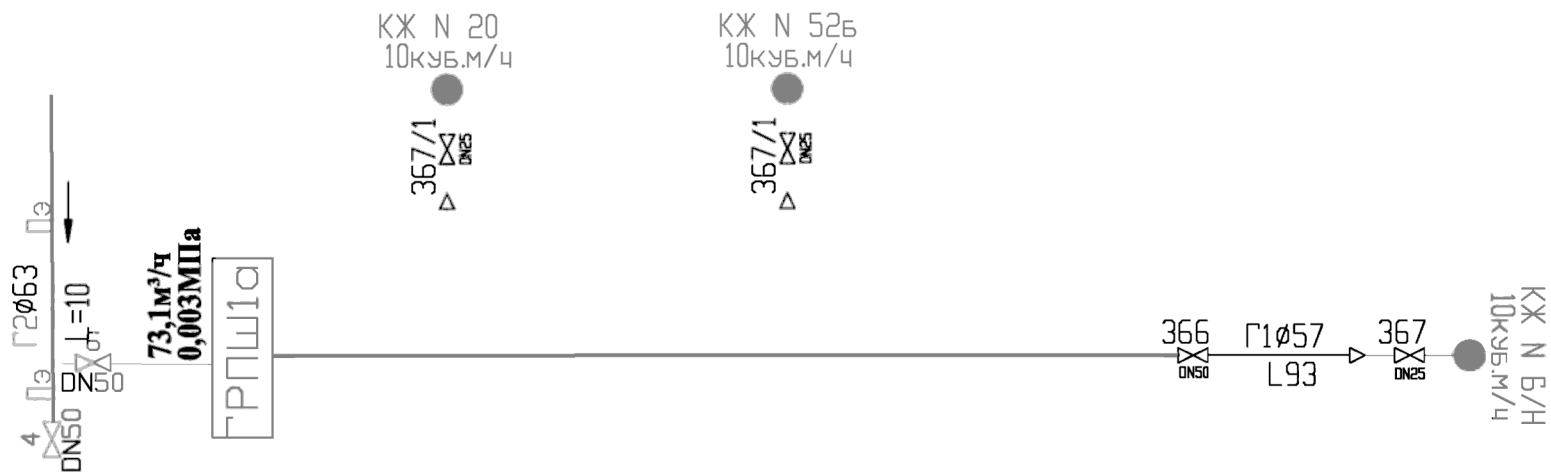 КЖ N 20
10КУБ.М/Ч
367/1
DN25
КЖ N 52Б
10КУБ.М/Ч
367/1
DN25
ПЭ
Г2ø63
L=10
ПЭ
DN50
4
DN50
73,1м³/ч
0,003МПа
ГРПШ1а
366
DN50
Г1ø57
L93
367
DN25
КЖ N Б/Н
10КУБ.М/Ч